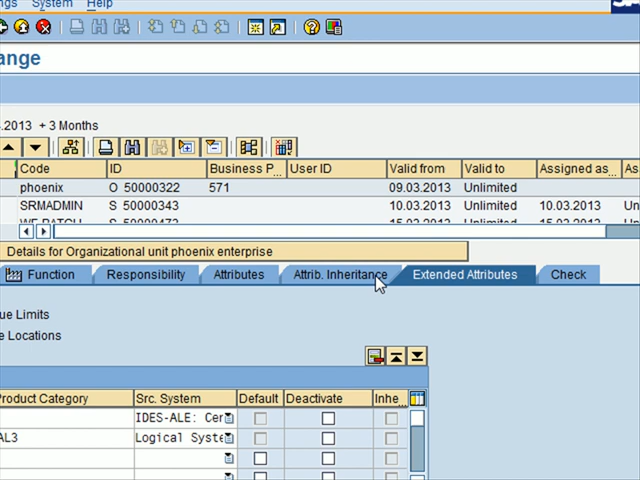 System Help
ange
.2013 + 3 Months
Code ID Business P... User ID Valid from Valid to Assigned as...
phoenix O 50000322 571 09.03.2013 Unlimited
SRMADMIN S 50000343 10.03.2013 Unlimited 10.03.2013 Un
Details for Organizational unit phoenix enterprise
Function Responsibility Attributes Attrib. Inheritance Extended Attributes Check
ue Limits
e Locations
Product Category Src. System Default Deactivate Inhe...
IDES-ALE: Cer
AL3 Logical Syste